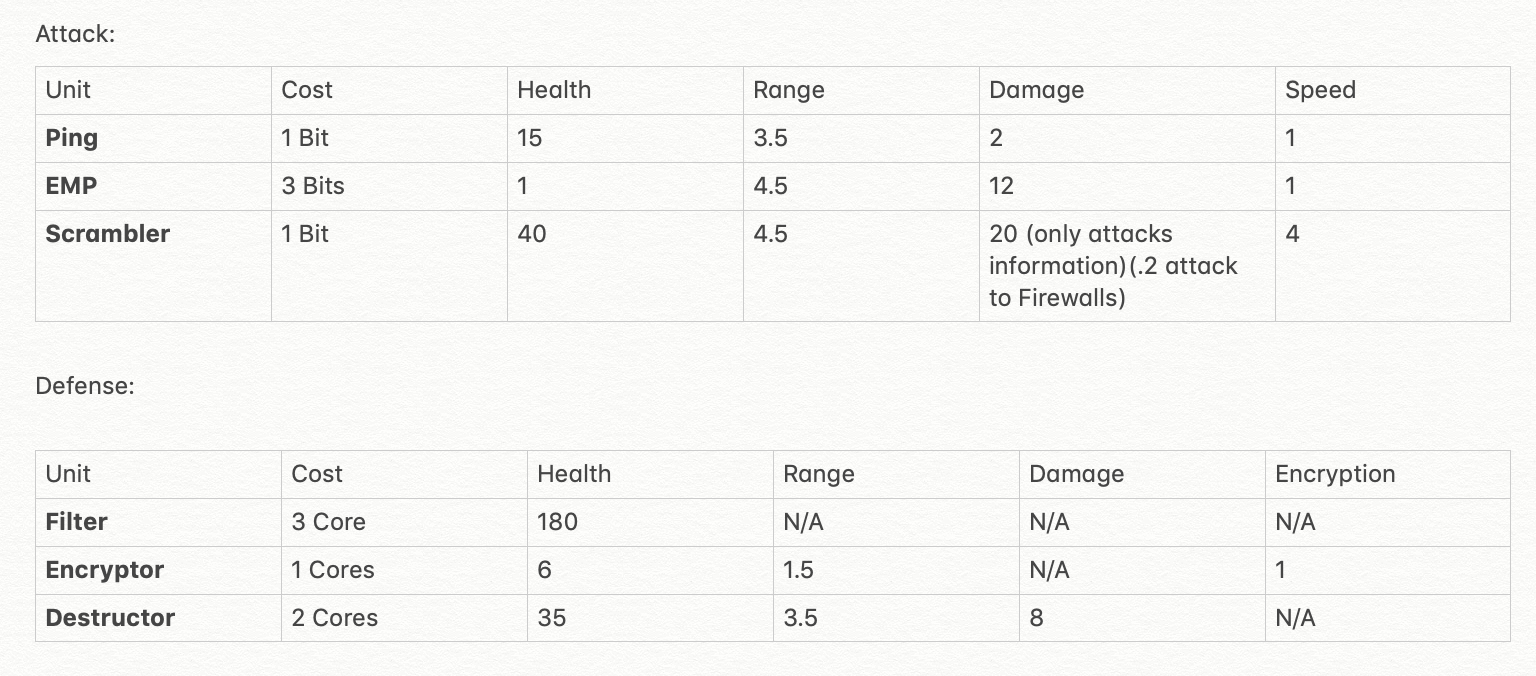 Attack:
Unit Cost Health Range Damage Speed
Ping 1 Bit 15 3.5 2 1
EMP 3 Bits 1 4.5 12 1
Scrambler 1 Bit 40 4.5 20 (only attacks 4
information)(.2 attack
to Firewalls)
Defense:
Unit Cost Health Range Damage Encryption
Filter 3 Core 180 N/A N/A N/A
Encryptor 1 Cores 6 1.5 N/A 1
Destructor 2 Cores 35 3.5 8 N/A